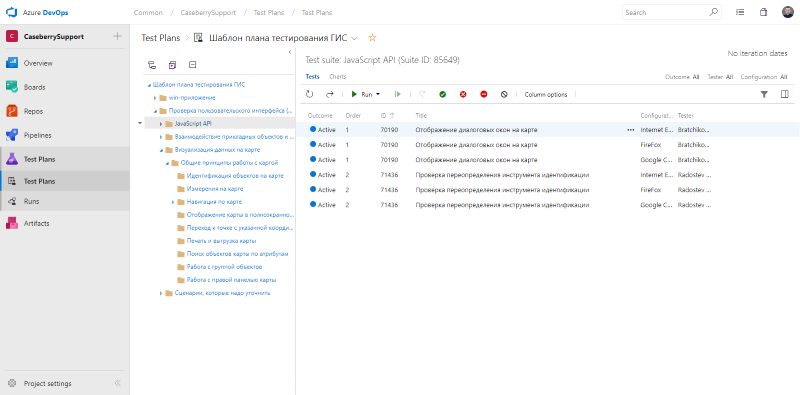 Azure DevOps
Common / CaseberrySupport / Test Plans / Test Plans
Search
CaseberrySupport
Overview
Boards
Repos
Pipelines
Test Plans
Test Plans
Runs
Artifacts
Project settings
Test Plans > Шаблон плана тестирования ГИС
Шаблон плана тестирования ГИС
win-приложение
Проверка пользовательского интерфейса (...
JavaScript API
Взаимодействие прикладных объектов и ...
Визуализация данных на карте
Общие принципы работы с картой
Идентификация объектов на карте
Измерения на карте
Навигация по карте
Отображение карты в полноэкранно...
Переход к точке с указанной коорди...
Печать и выгрузка карты
Поиск объектов карты по атрибутам
Работа с группой объектов
Работа с правой панелью карты
Сценарии, которые надо уточнить
No iteration dates
Test suite: JavaScript API (Suite ID: 85649)
Tests Charts
Outcome All Tester All Configuration All
Run
Column options
Outcome Order ID Title Configurat... Tester
Active 1 70190 Отображение диалоговых окон на карте Internet E... Bratchiko...
Active 1 70190 Отображение диалоговых окон на карте FireFox Bratchiko...
Active 1 70190 Отображение диалоговых окон на карте Google C... Bratchiko...
Active 2 71436 Проверка переопределения инструмента идентификации Internet E... Radostev ...
Active 2 71436 Проверка переопределения инструмента идентификации FireFox Radostev ...
Active 2 71436 Проверка переопределения инструмента идентификации Google C... Radostev ...